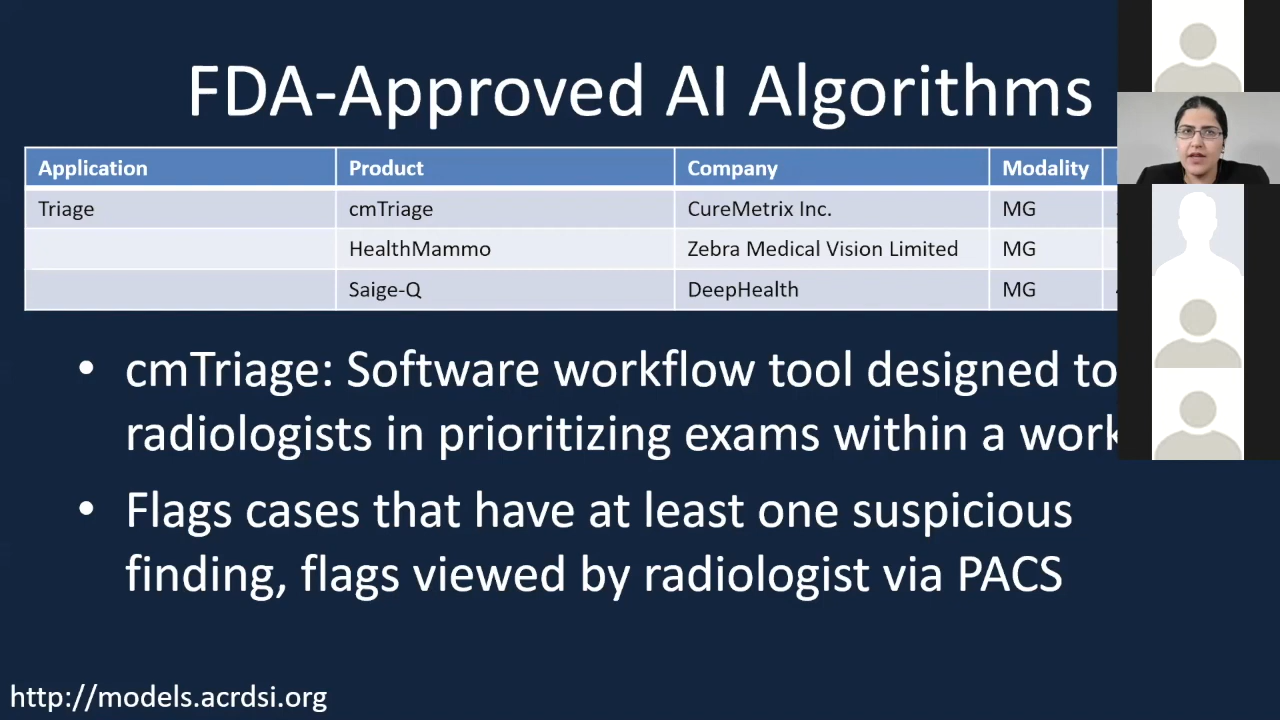 FDA-Approved AI Algorithms
Application Product Company Modality
Triage cmTriage CureMetrix Inc. MG
HealthMammo Zebra Medical Vision Limited MG
Saige-Q DeepHealth MG
• cmTriage: Software workflow tool designed to
radiologists in prioritizing exams within a
• Flags cases that have at least one suspicious
finding, flags viewed by radiologist via PACS
http://models.acrdsi.org